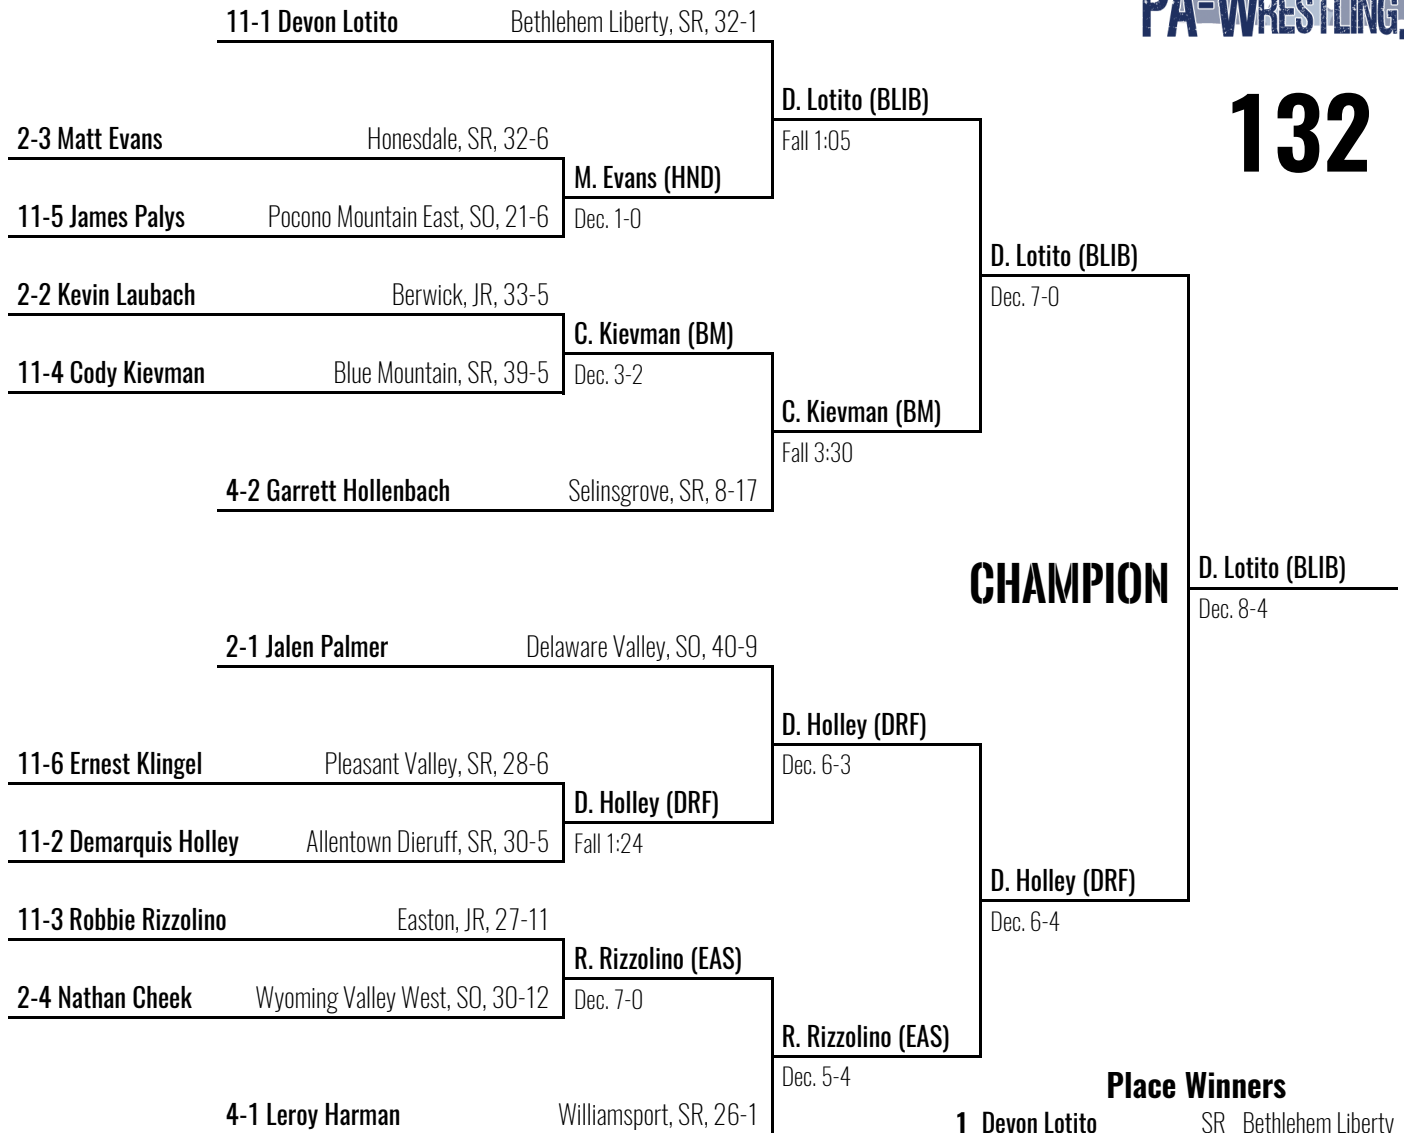 PA-WRESTLING.
132
11-1 Devon Lotito Bethlehem Liberty, SR, 32-1
D. Lotito (BLIB)
Fall 1:05
2-3 Matt Evans Honesdale, SR, 32-6
M. Evans (HND)
Dec. 1-0
11-5 James Palys Pocono Mountain East, SO, 21-6
D. Lotito (BLIB)
Dec. 7-0
2-2 Kevin Laubach Berwick, JR, 33-5
C. Kievman (BM)
Dec. 3-2
11-4 Cody Kievman Blue Mountain, SR, 39-5
C. Kievman (BM)
Fall 3:30
4-2 Garrett Hollenbach Selinsgrove, SR, 8-17
CHAMPION
D. Lotito (BLIB)
Dec. 8-4
2-1 Jalen Palmer Delaware Valley, SO, 40-9
D. Holley (DRF)
Dec. 6-3
11-6 Ernest Klingel Pleasant Valley, SR, 28-6
D. Holley (DRF)
Fall 1:24
11-2 Demarquis Holley Allentown Dieruff, SR, 30-5
D. Holley (DRF)
Dec. 6-4
11-3 Robbie Rizzolino Easton, JR, 27-11
R. Rizzolino (EAS)
Dec. 7-0
2-4 Nathan Cheek Wyoming Valley West, SO, 30-12
R. Rizzolino (EAS)
Dec. 5-4
4-1 Leroy Harman Williamsport, SR, 26-1
Place Winners
1 Devon Lotito SR Bethlehem Liberty